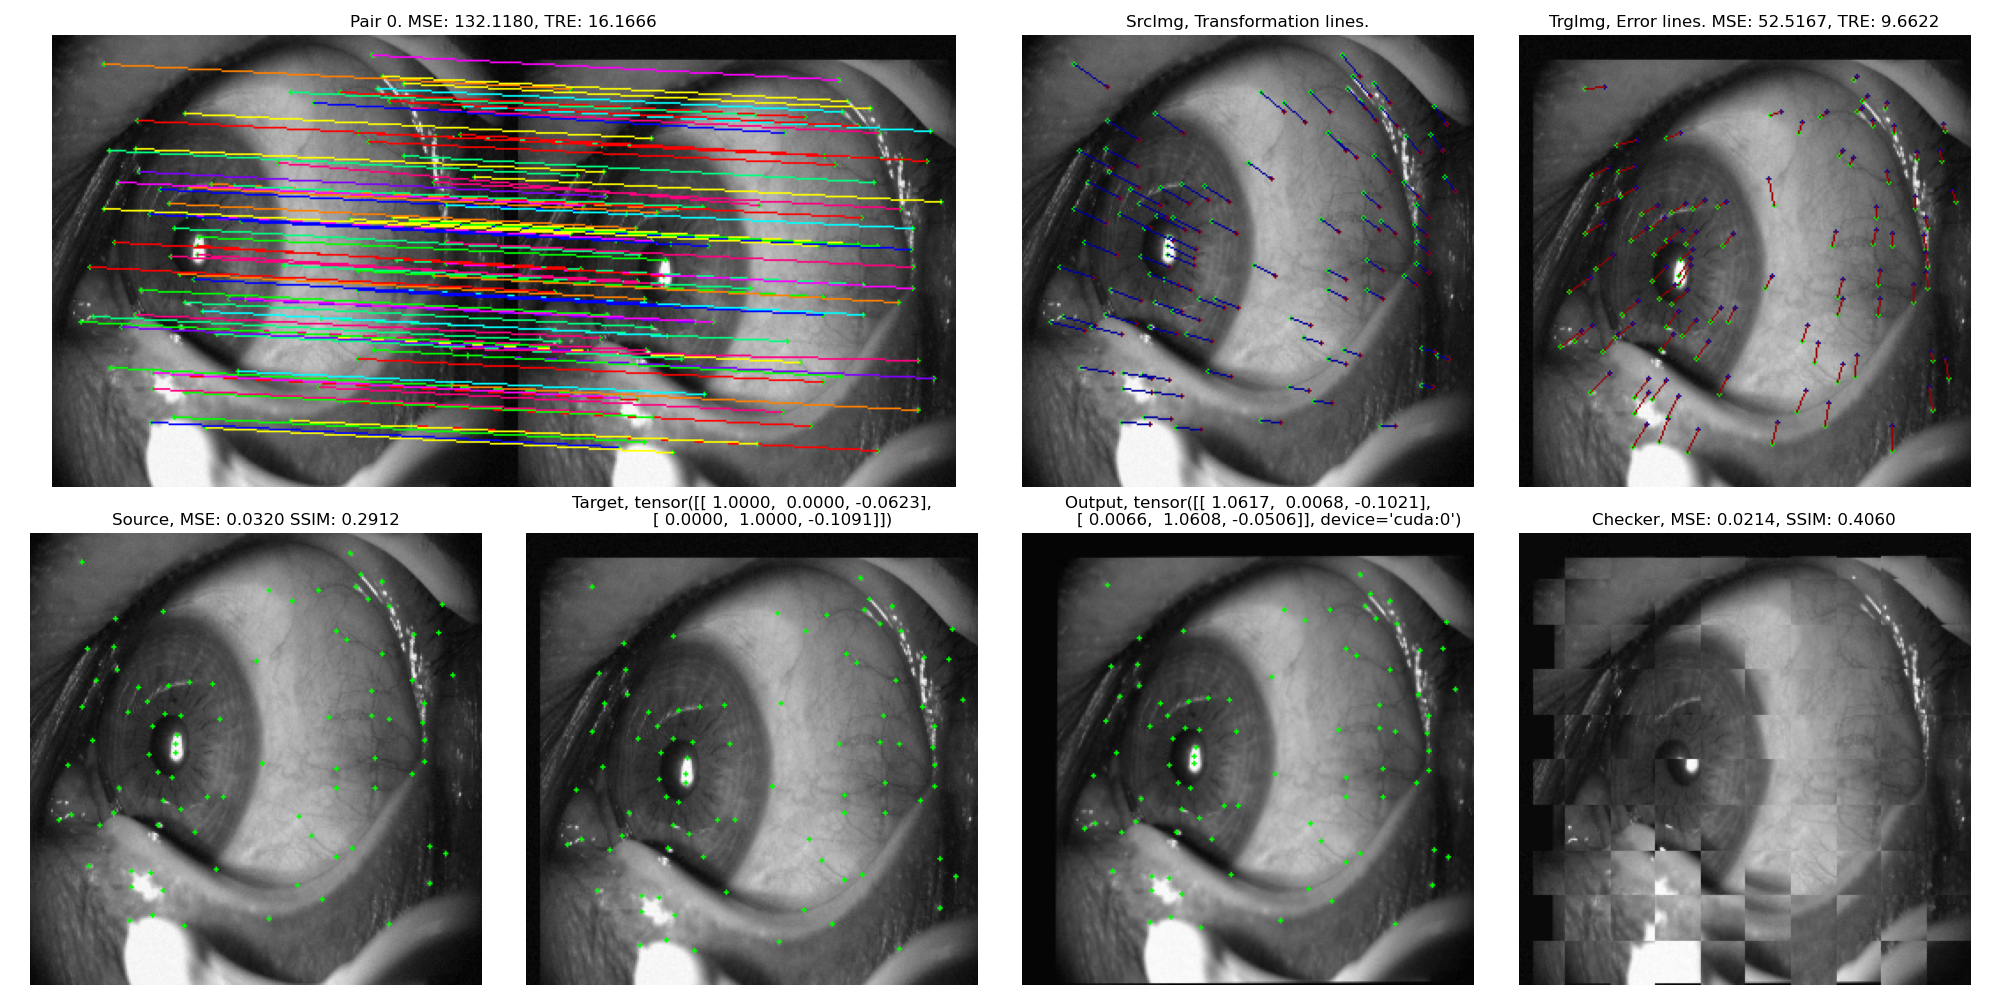 Pair 0. MSE: 132.1180, TRE: 16.1666
SrcImg, Transformation lines.
TrgImg, Error lines. MSE: 52.5167, TRE: 9.6622
Source, MSE: 0.0320 SSIM: 0.2912
Target, tensor([[ 1.0000,  0.0000, -0.0623],
[ 0.0000,  1.0000, -0.1091]])
Output, tensor([[ 1.0617,  0.0068, -0.1021],
[ 0.0066,  1.0608, -0.0506]], device='cuda:0')
Checker, MSE: 0.0214, SSIM: 0.4060